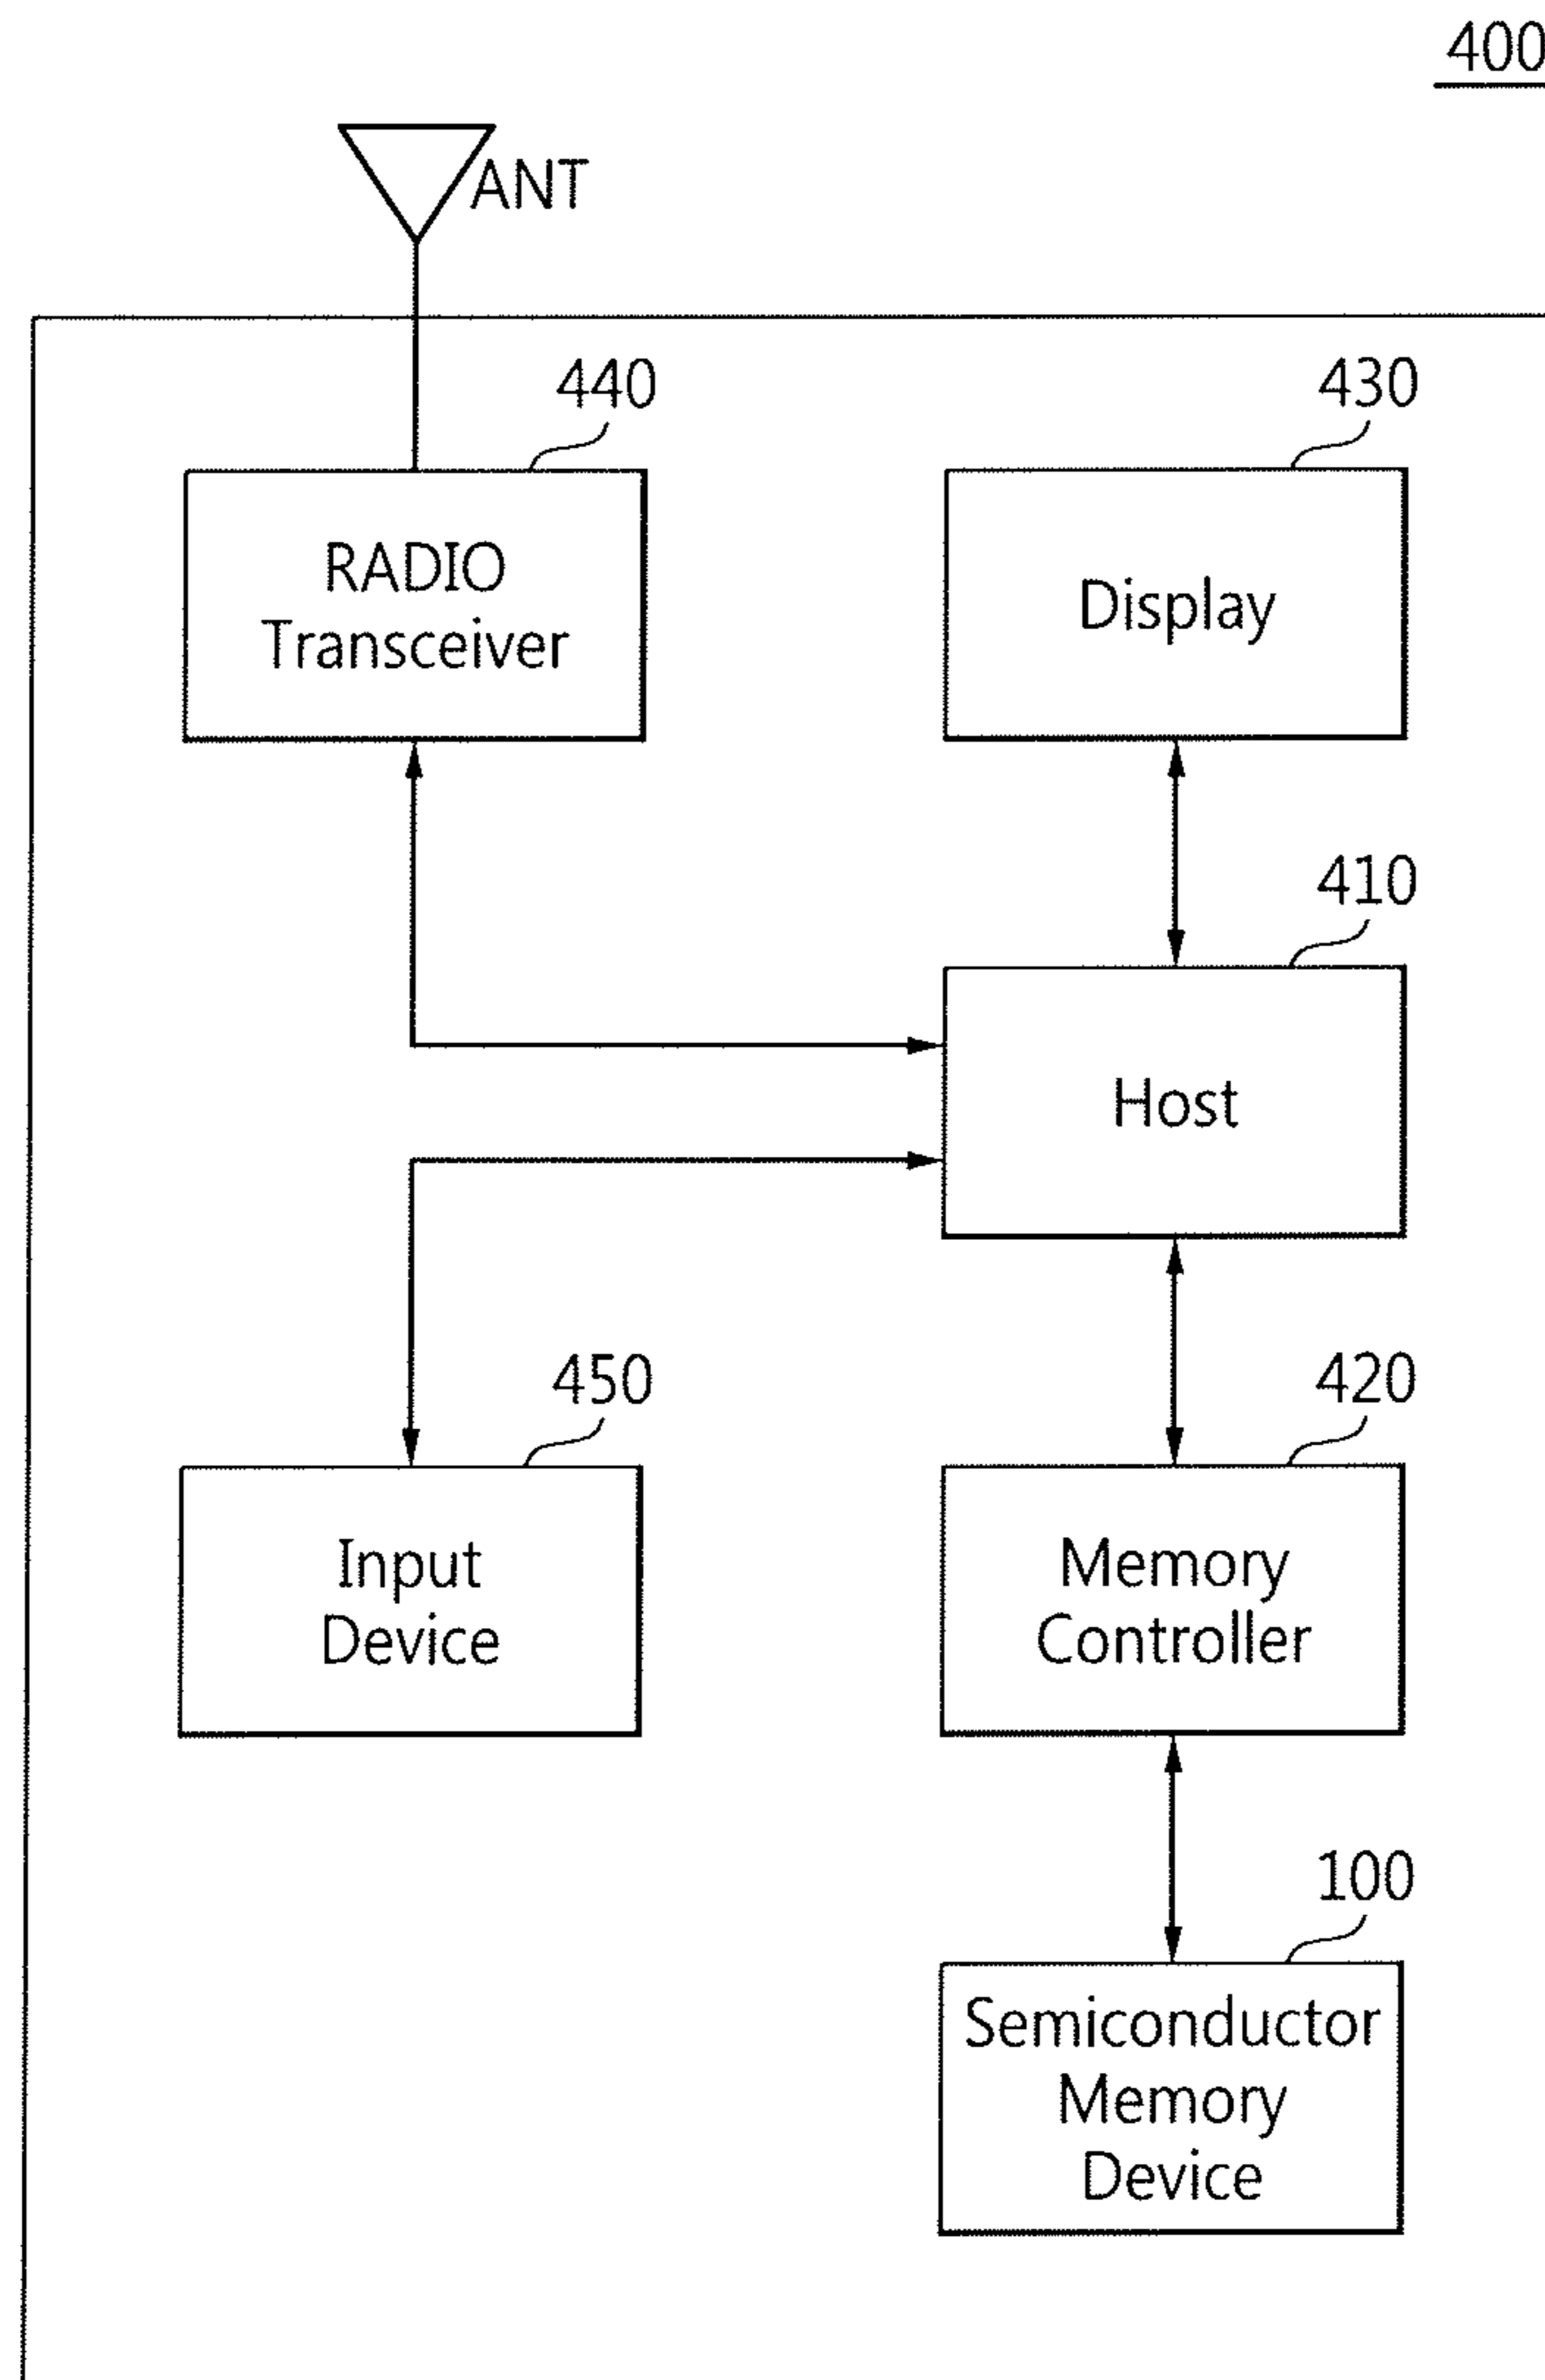 400
ANT
440
430
RADIO
Transceiver
Display
410
Host
450
420
Input
Device
Memory
Controller
100
Semiconductor
Memory
Device